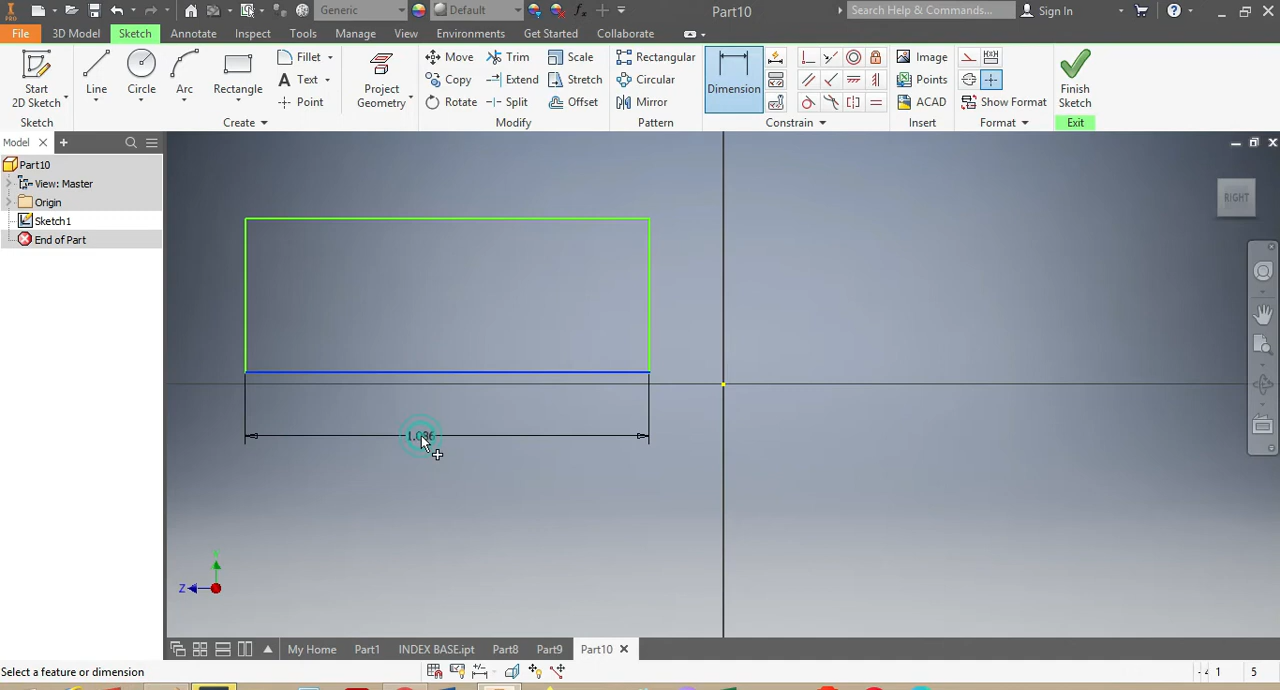 PRO
Generic
Default
Part10
Search Help & Commands...
Sign In
File
3D Model
Sketch
Annotate
Inspect
Tools
Manage
View
Environments
Get Started
Collaborate
Start
2D Sketch
Line
Circle
Arc
Rectangle
Fillet
Text
Point
Project
Geometry
Move
Trim
Scale
Copy
Extend
Stretch
Rotate
Split
Offset
Rectangular
Circular
Mirror
Dimension
Image
Points
ACAD
Show Format
Finish
Sketch
Sketch
Create
Modify
Pattern
Constrain
Insert
Format
Exit
Model
Part10
View: Master
Origin
Sketch1
End of Part
RIGHT
Z
My Home
Part1
INDEX BASE.ipt
Part8
Part9
Part10
Select a feature or dimension
1
5